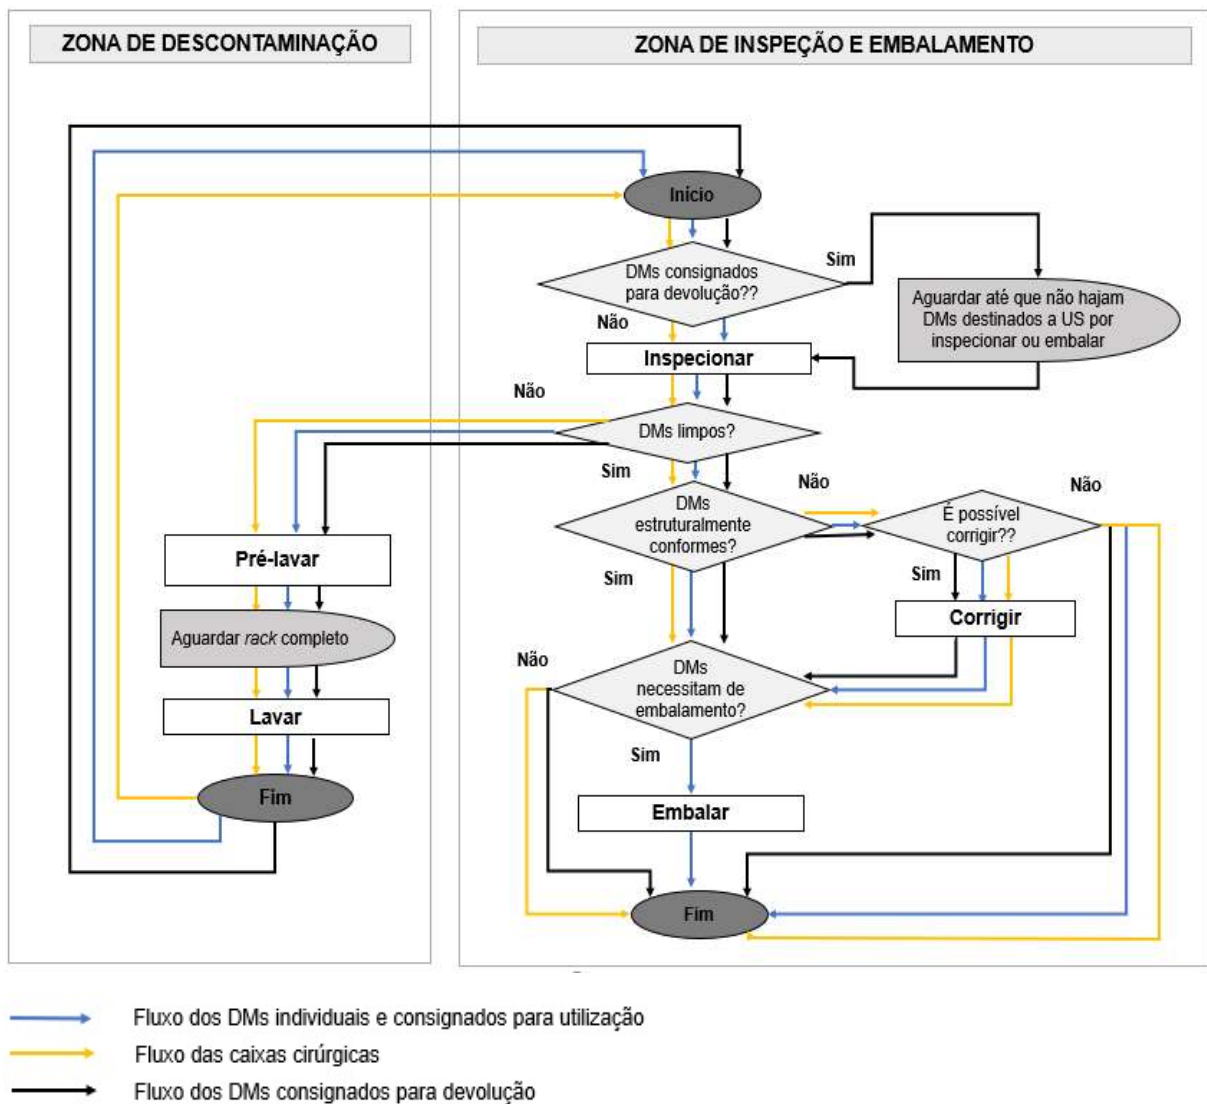 ZONA DE DESCONTAMINAÇÃO
ZONA DE INSPEÇÃO E EMBALAMENTO
Início
DMs consignados
para devolução??
Sim
Aguardar até que não hajam
DMs destinados a US por
inspecionar ou embalar
Não
Inspecionar
Não
DMs limpos?
Sim
DMs
estruturalmente
conformes?
Não
É possível
corrigir??
Não
Sim
Sim
Corrigir
Pré-lavar
Aguardar rack completo
Lavar
Fim
Não
DMs
necessitam de
embalamento?
Sim
Embalar
Fim
Fluxo dos DMs individuais e consignados para utilização
Fluxo das caixas cirúrgicas
Fluxo dos DMs consignados para devolução